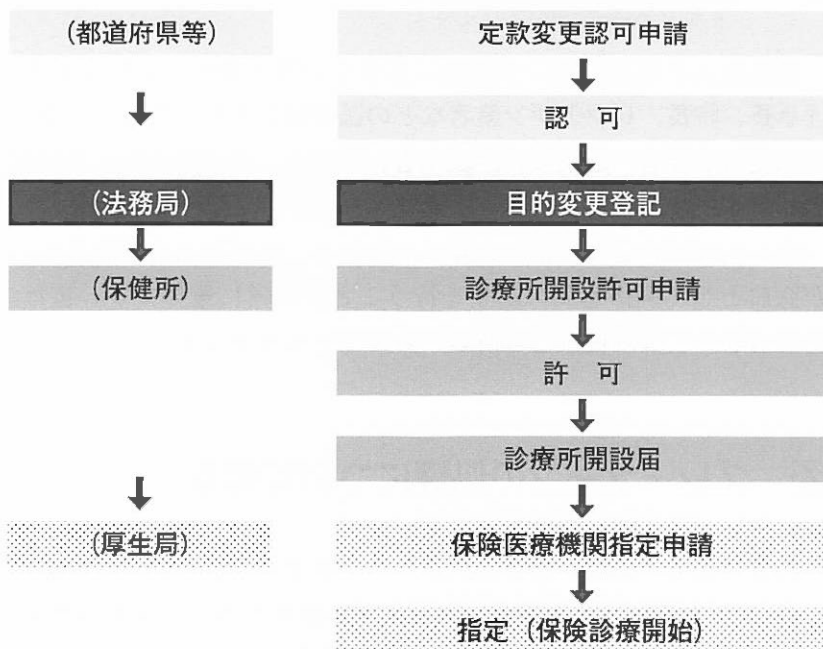 (都道府県等)
定款変更認可申請
認 可
(法務局)
目的変更登記
(保健所)
診療所開設許可申請
許 可
診療所開設届
(厚生局)
保険医療機関指定申請
指定(保険診療開始)